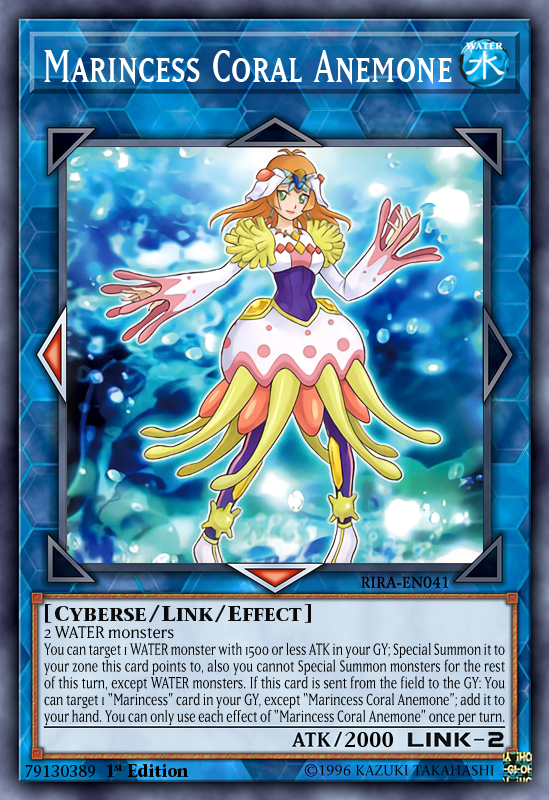 Marincess Coral Anemone
WATER
水
RIRA-EN041
[Cyberse/Link/Effect]
2 WATER monsters
You can target 1 WATER monster with 1500 or less ATK in your GY; Special Summon it to
your zone this card points to, also you cannot Special Summon monsters for the rest
of this turn, except WATER monsters. If this card is sent from the field to the GY: You
can target 1 "Marincess" card in your GY, except "Marincess Coral Anemone"; add it to
your hand. You can only use each effect of "Marincess Coral Anemone" once per turn.
ATK/2000 LINK-2
79130389 1st Edition ©1996 KAZUKI TAKAHASHI